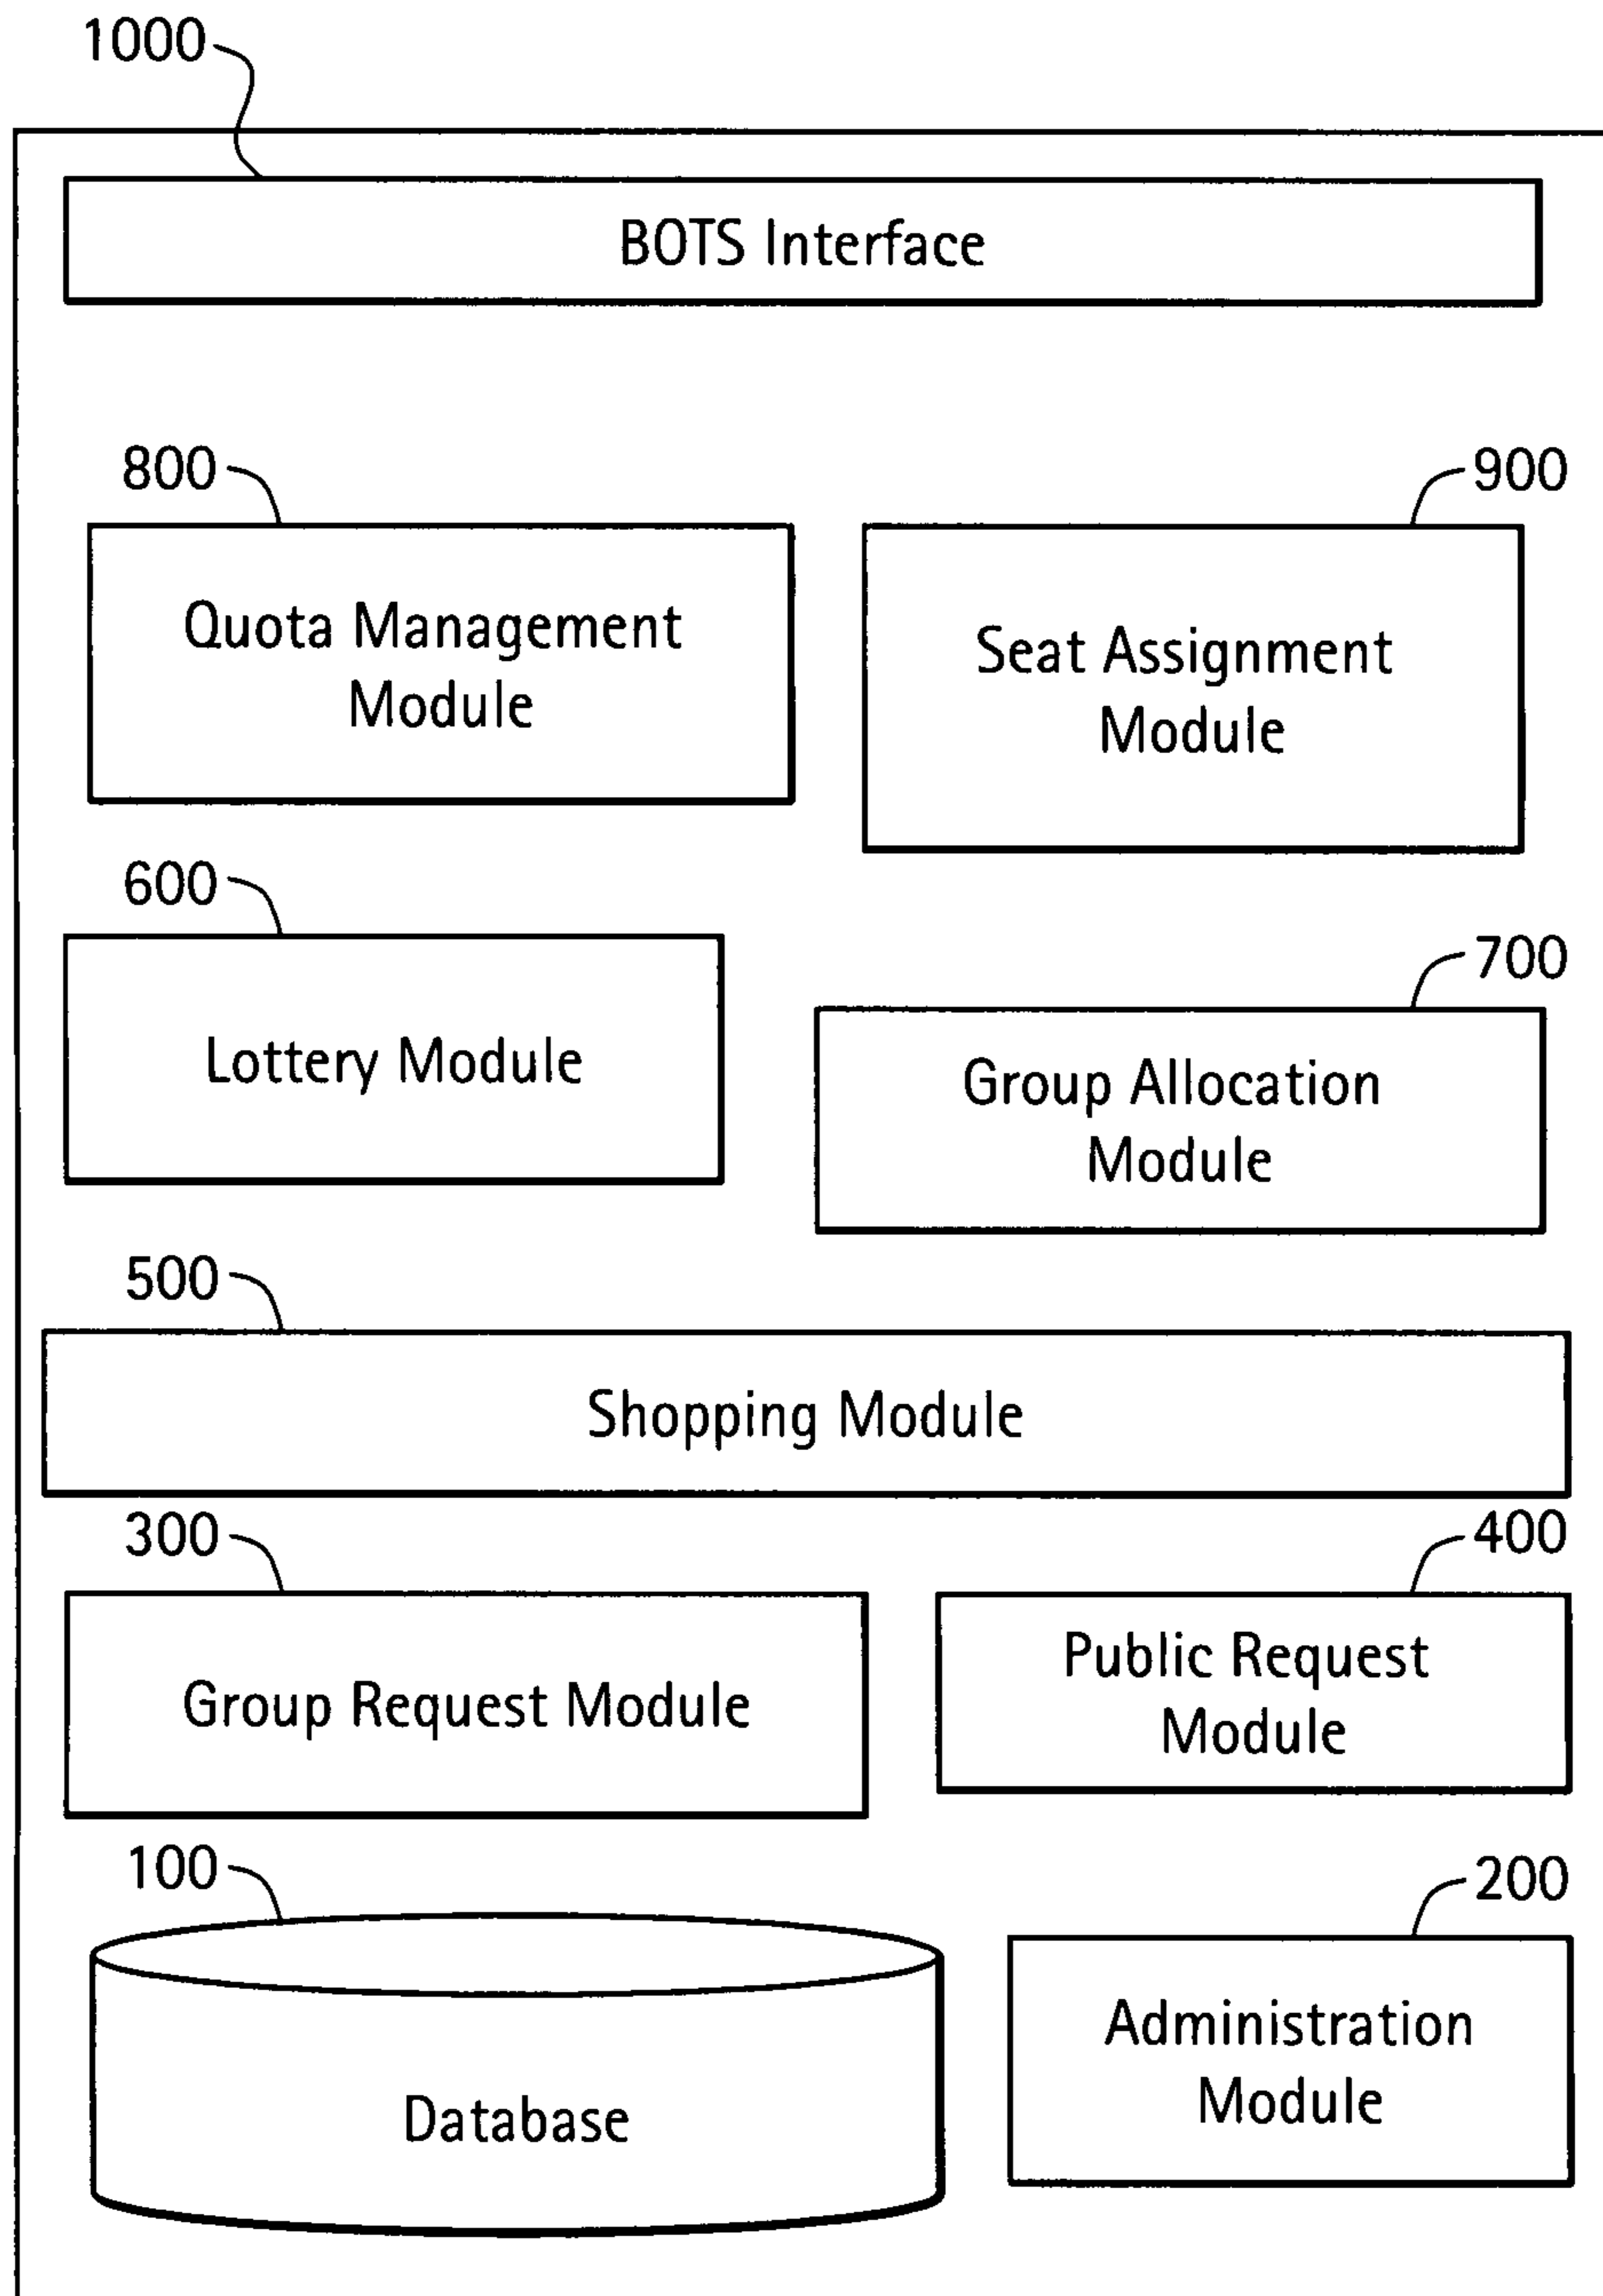 1000
BOTS Interface
800
900
Quota Management
Module
Seat Assignment
Module
600
700
Lottery Module
Group Allocation
Module
500
Shopping Module
300
400
Group Request Module
Public Request
Module
100
200
Database
Administration
Module